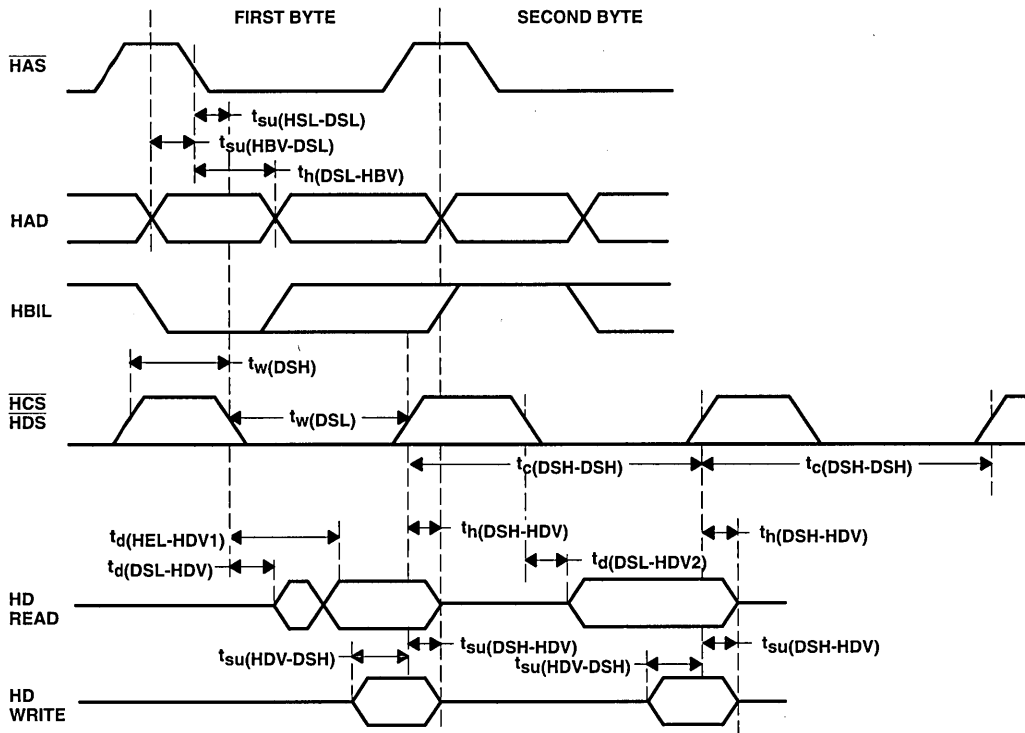 FIRST BYTE
SECOND BYTE
HAS
tsu(HSL-DSL)
tsu(HBV-DSL)
th(DSL-HBV)
HAD
HBIL
tw(DSH)
HCS
HDS
tw(DSL)
tc(DSH-DSH)
tc(DSH-DSH)
td(HEL-HDV1)
th(DSH-HDV)
th(DSH-HDV)
td(DSL-HDV)
td(DSL-HDV2)
HD
READ
tsu(DSH-HDV)
tsu(DSH-HDV)
tsu(HDV-DSH)
tsu(HDV-DSH)
HD
WRITE